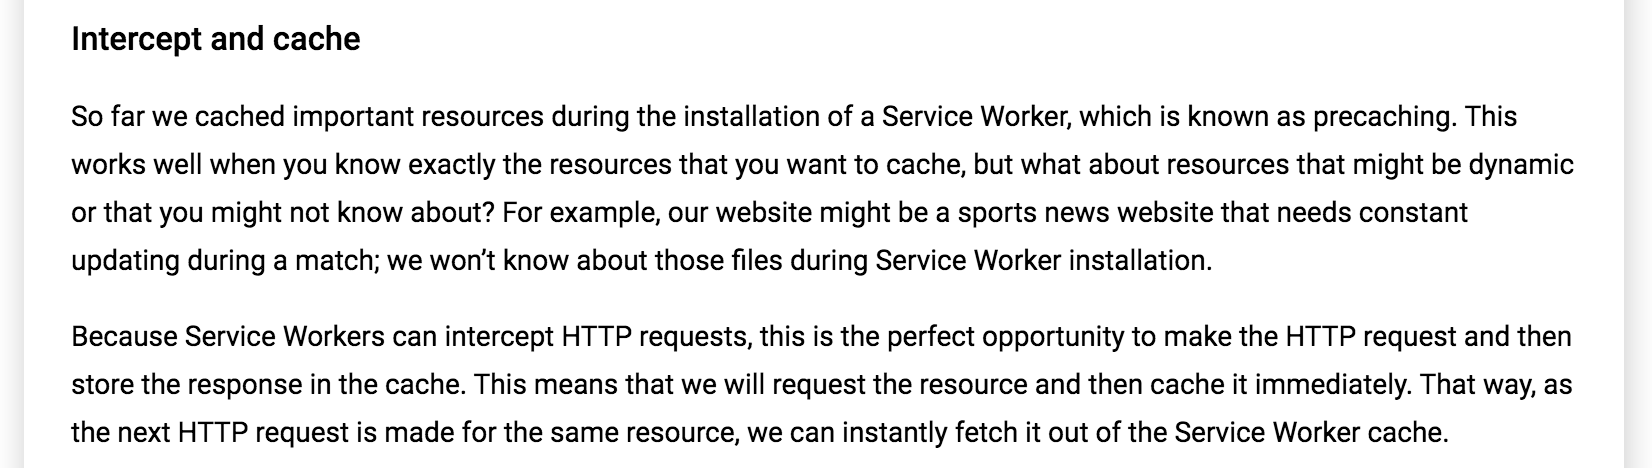 Intercept and cache
So far we cached important resources during the installation of a Service Worker, which is known as precaching. This
works well when you know exactly the resources that you want to cache, but what about resources that might be dynamic
or that you might not know about? For example, our website might be a sports news website that needs constant
updating during a match; we won’t know about those files during Service Worker installation.
Because Service Workers can intercept HTTP requests, this is the perfect opportunity to make the HTTP request and then
store the response in the cache. This means that we will request the resource and then cache it immediately. That way, as
the next HTTP request is made for the same resource, we can instantly fetch it out of the Service Worker cache.